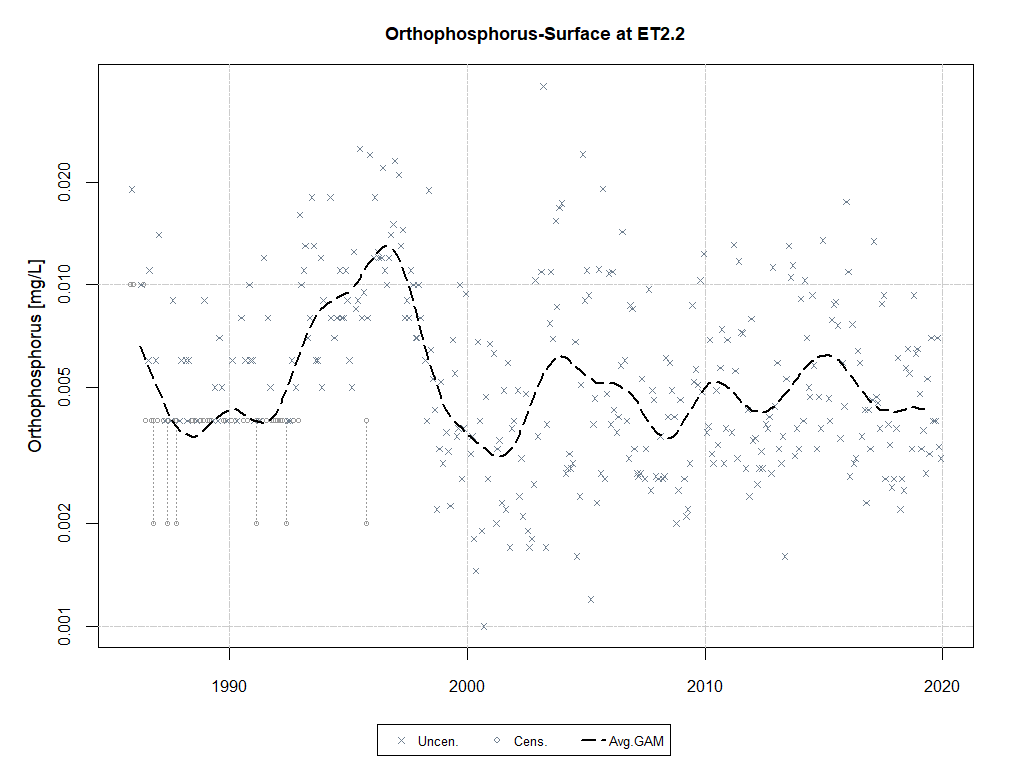 Orthophosphorus-Surface at ET2.2
Orthophosphorus [mg/L]
0.020
0.010
0.005
0.002
0.001
1990
2000
2010
2020
Uncen.
Cens.
Avg.GAM